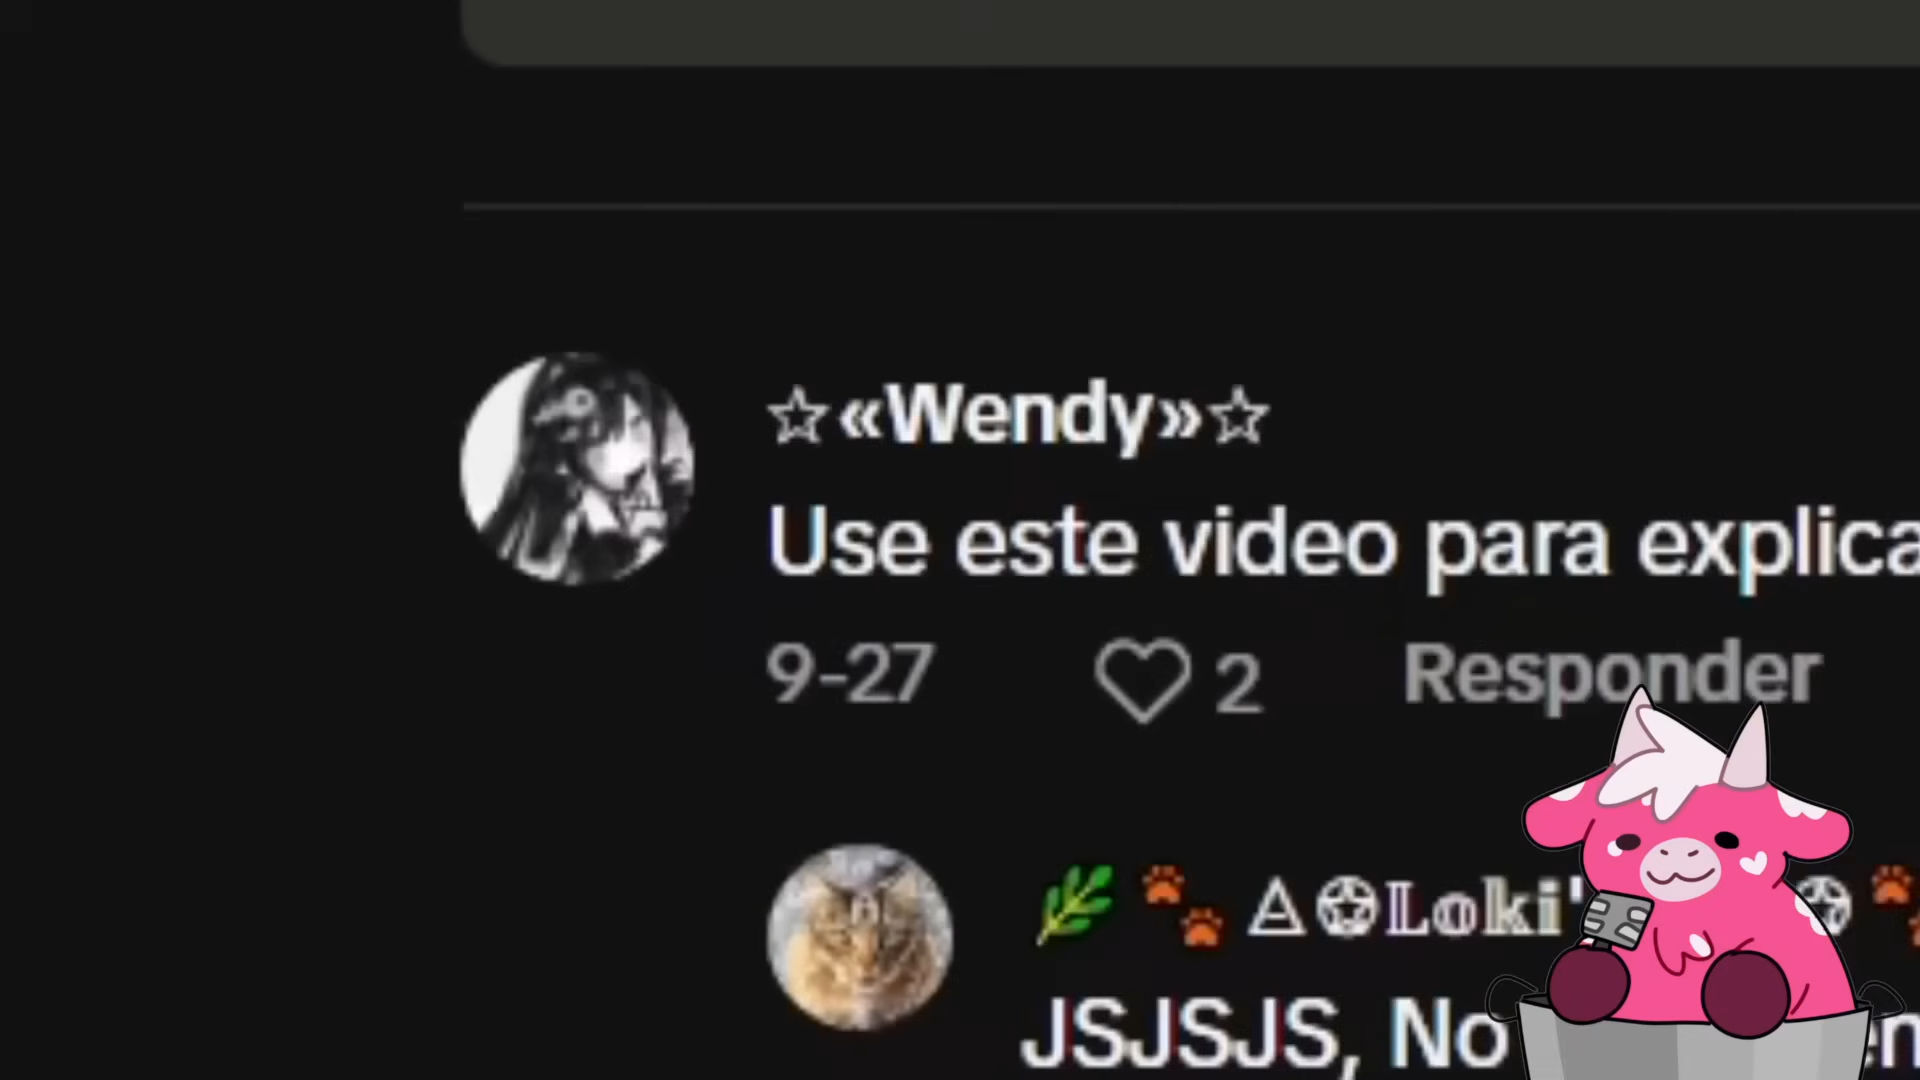 ☆«Wendy»☆
Use este video para explica
9-27 2 Responder
🌿🐾△✪𝕃𝕠𝕜𝕚'
JSJSJS, No